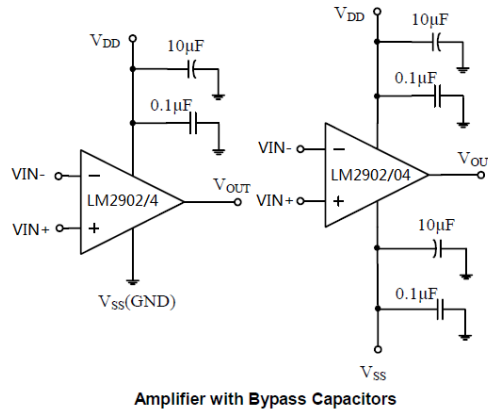 VDD
10µF
0.1µF
VIN-
LM2902/4
VOUT
VIN+
VSS(GND)
VDD
10µF
0.1µF
VIN-
LM2902/04
VOU
VIN+
10µF
0.1µF
VSS
Amplifier with Bypass Capacitors